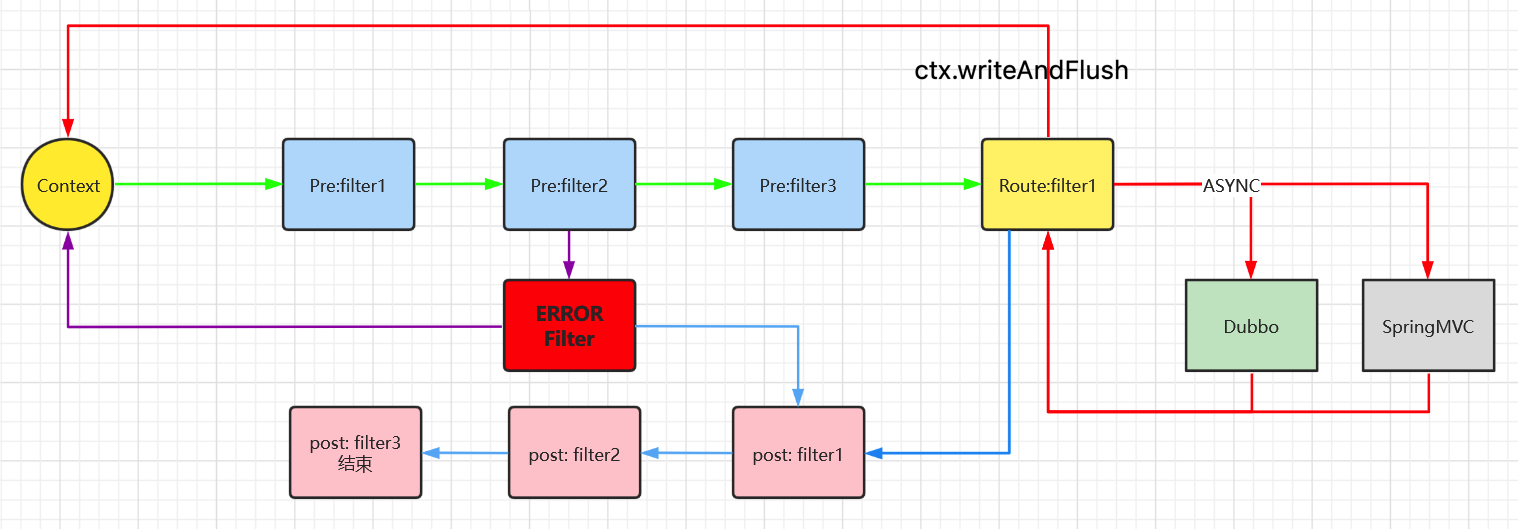 ctx.writeAndFlush
Context
Pre:filter1
Pre:filter2
Pre:filter3
Route:filter1
ASYNC
ERROR
Filter
Dubbo
SpringMVC
post: filter3
结束
post: filter2
post: filter1